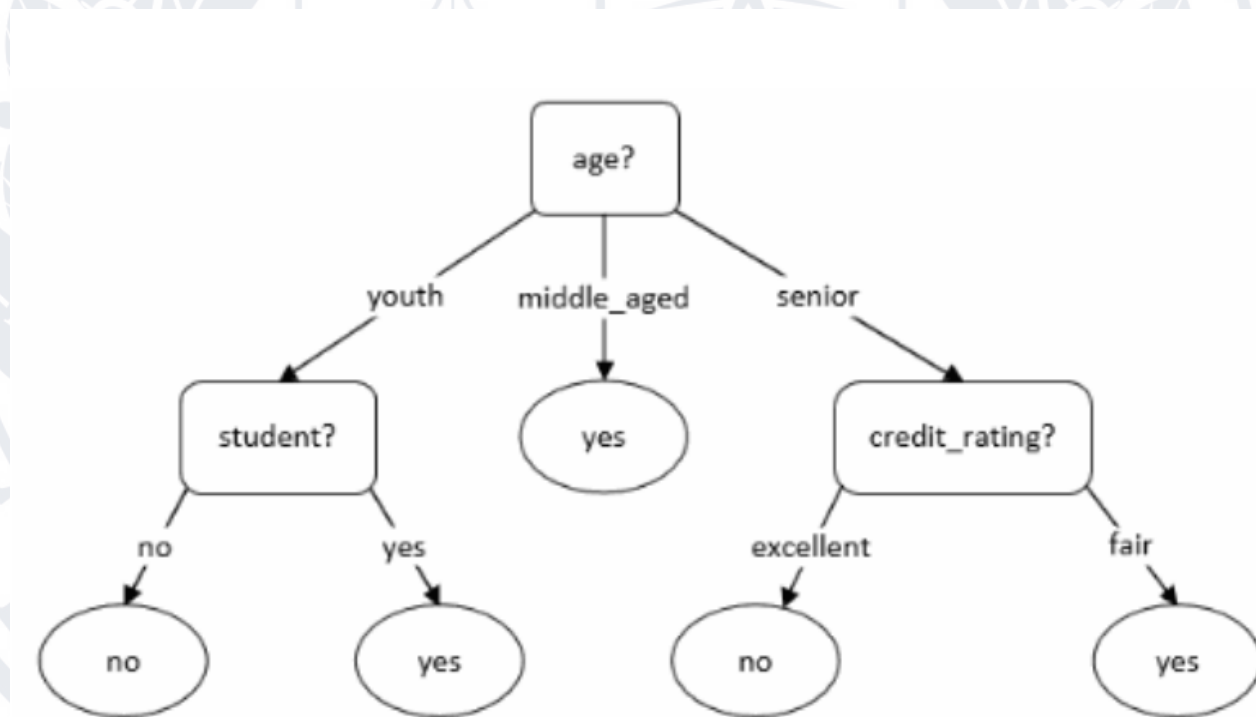 age?
youth
middle_aged
senior
student?
yes
credit_rating?
no
yes
excellent
fair
no
yes
no
yes